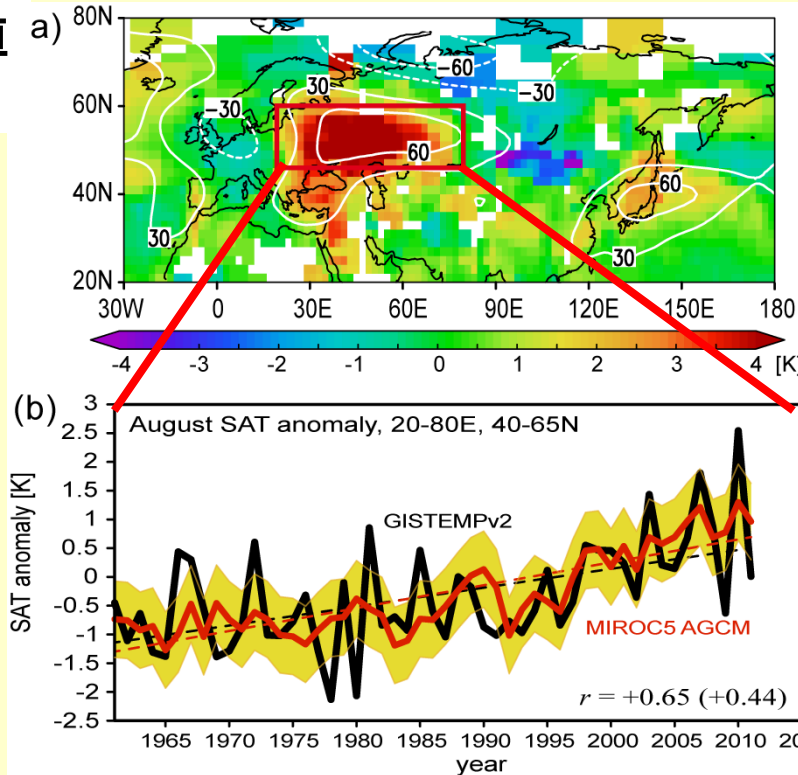 a)
80N
60N
40N
20N
-60
-30
30
-30
60
60
30
30
30W 0 30E 60E 90E 120E 150E 180
-4 -3 -2 -1 0 1 2 3 4 [K]
(b)
August SAT anomaly, 20-80E, 40-65N
SAT anomaly [K]
3
2.5
2
1.5
1
0.5
0
-0.5
-1
-1.5
-2
-2.5
GISTEMPv2
MIROC5 AGCM
r = +0.65 (+0.44)
1965 1970 1975 1980 1985 1990 1995 2000 2005 2010
year